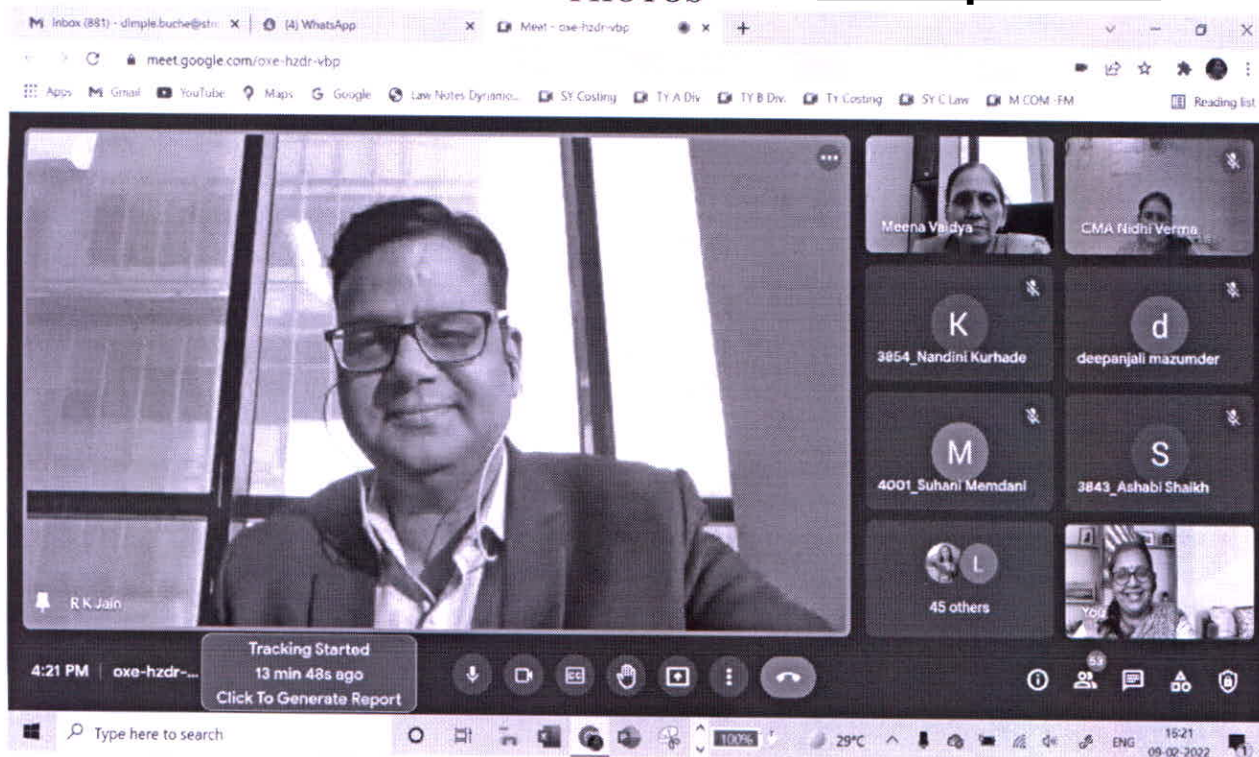 PHOTOS
Inbox (881) - dimple.buche@st
(4) WhatsApp
Meet - oxe-hzdr-vbp
meet.google.com/oxe-hzdr-vbp
Apps Gmail YouTube Maps Google Law Notes Dynamic... SY Costing TY A Div TY B Div. Ty Costing SY C Law M COM -FM Reading list
Meena Vaidya
CMA Nidhi Verma
K
3854_Nandini Kurhade
d
deepanjali mazumder
M
4001_Suhani Memdani
S
3843_Ashabi Shaikh
L
45 others
You
R K Jain
4:21 PM | oxe-hzdr-...
Tracking Started
13 min 48s ago
Click To Generate Report
CC
53
Type here to search
100%
29°C
ENG
16:21
09-02-2022
1